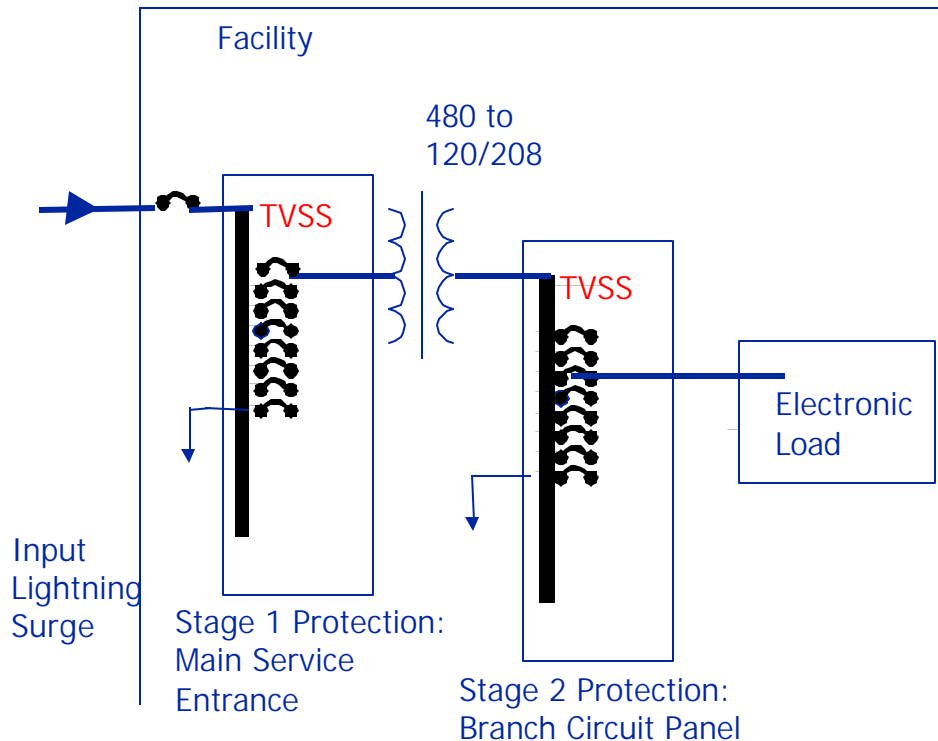 Facility
480 to
120/208
TVSS
TVSS
Electronic
Load
Input
Lightning
Surge
Stage 1 Protection:
Main Service
Entrance
Stage 2 Protection:
Branch Circuit Panel